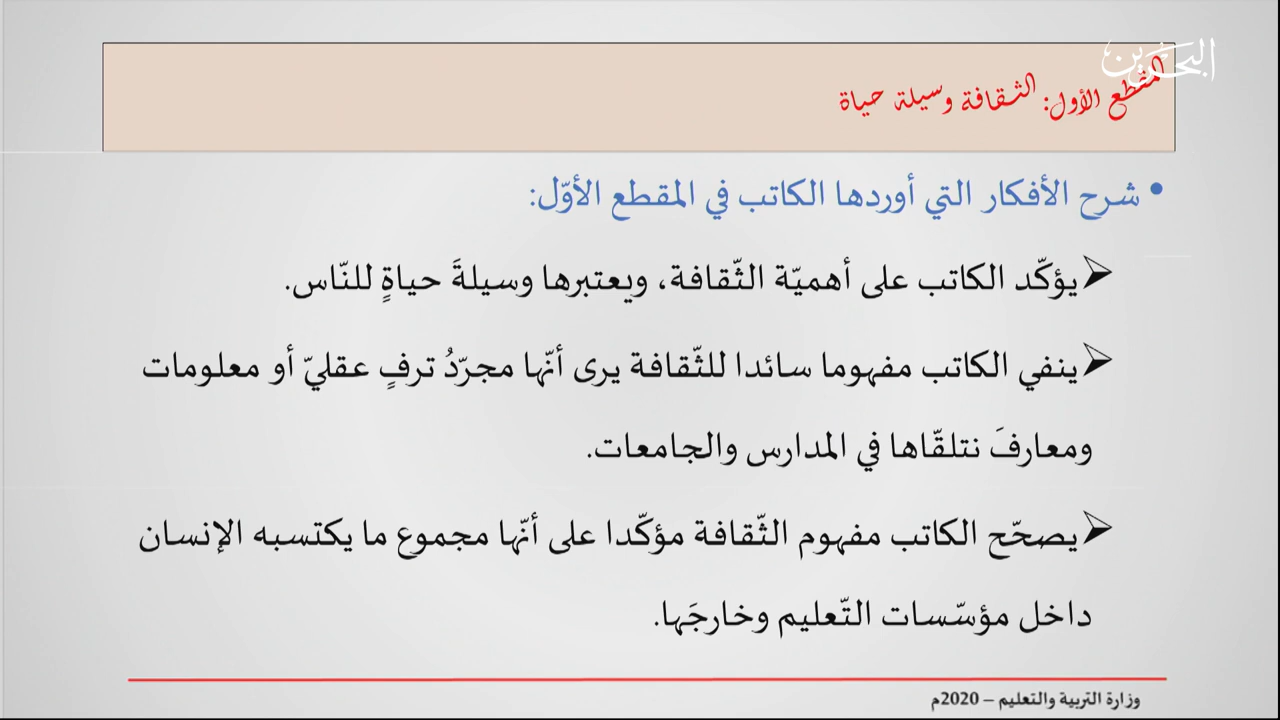 البحرين
المقطع الأول: الثقافة وسيلة حياة
• شرح الأفكار التي أوردها الكاتب في المقطع الأوّل:
⮚يؤكّد الكاتب على أهميّة الثّقافة، ويعتبرها وسيلةَ حياةٍ للنّاس.
⮚ينفي الكاتب مفهوما سائدا للثّقافة يرى أنّها مجرّدُ ترفٍ عقليّ أو معلومات
ومعارفَ نتلقّاها في المدارس والجامعات.
⮚يصحّح الكاتب مفهوم الثّقافة مؤكّدا على أنّها مجموع ما يكتسبه الإنسان
داخل مؤسّسات التّعليم وخارجَها.
وزارة التربية والتعليم – 2020م